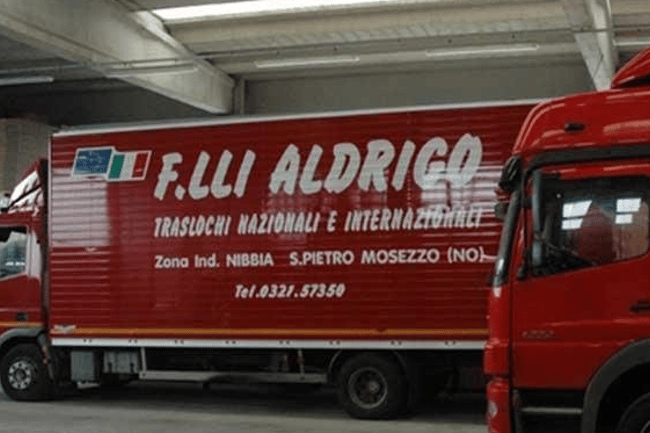 F.LLI ALDRIGO
TRASLOCHI NAZIONALI E INTERNAZIONALI
Zona Ind. NIBBIA S.PIETRO MOSEZZO (NO)
Tel.0321.57350